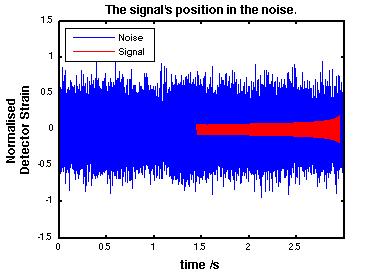 The signal's position in the noise.
Noise
Signal
Normalised
Detector Strain
1.5
1
0.5
0
-0.5
-1
-1.5
0
0.5
1
1.5
2
2.5
time /s